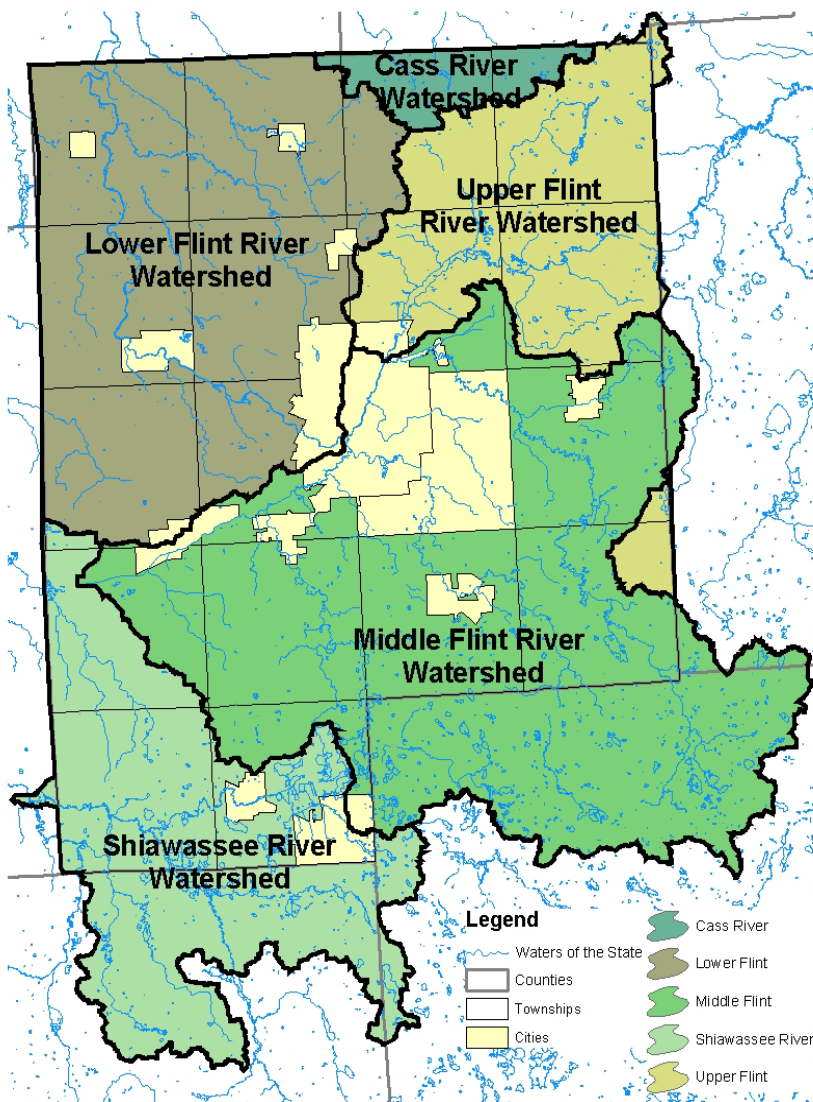 Cass River
Watershed
Upper Flint
River Watershed
Lower Flint River
Watershed
Middle Flint River
Watershed
Shiawassee River
Watershed
Legend
Waters of the State
Counties
Townships
Cities
Cass River
Lower Flint
Middle Flint
Shiawassee River
Upper Flint